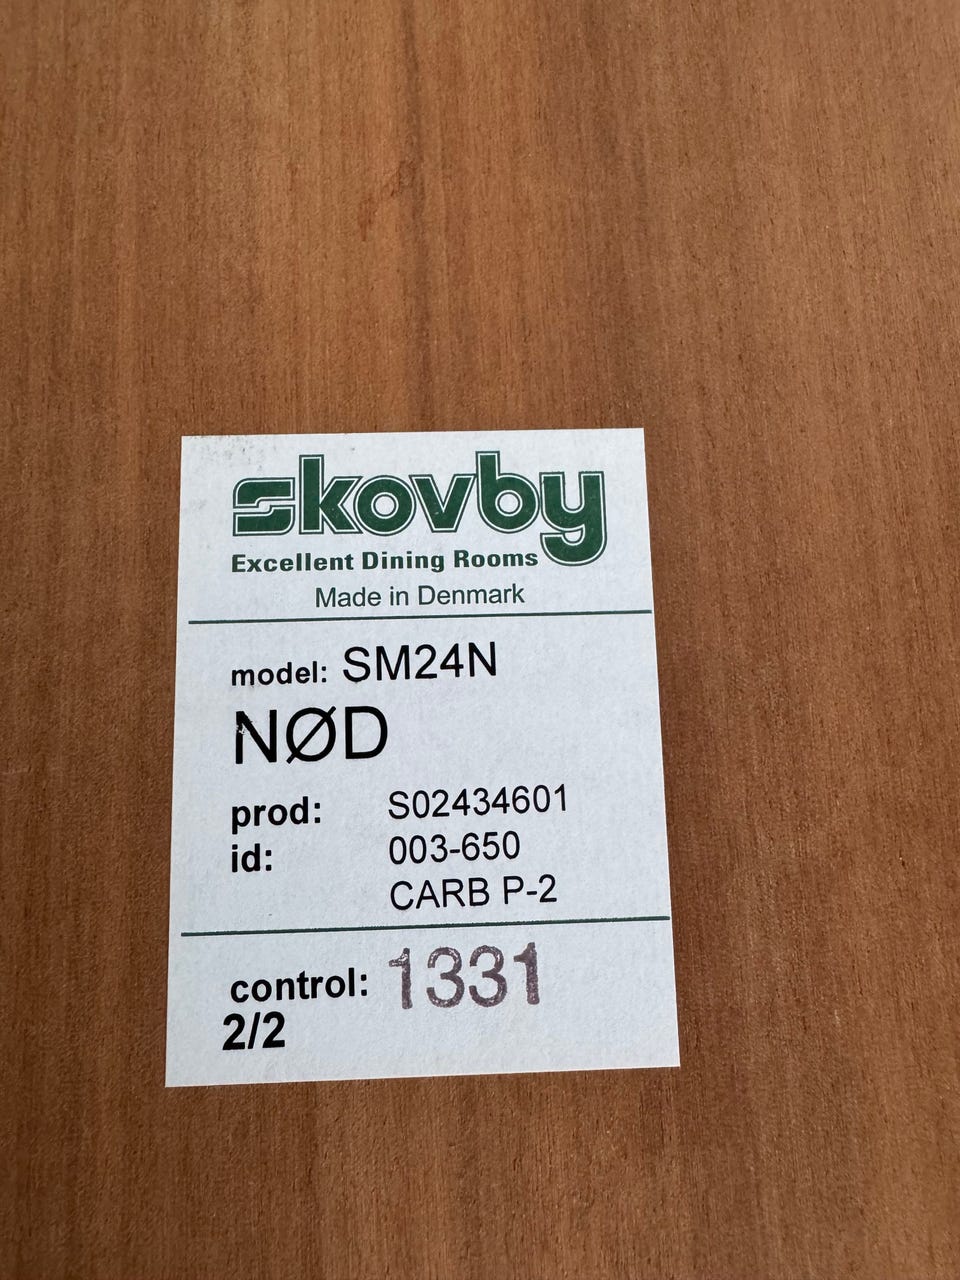 skovby
Excellent Dining Rooms
Made in Denmark
model: SM24N
NØD
prod: S02434601
id: 003-650
CARB P-2
control: 1331
2/2